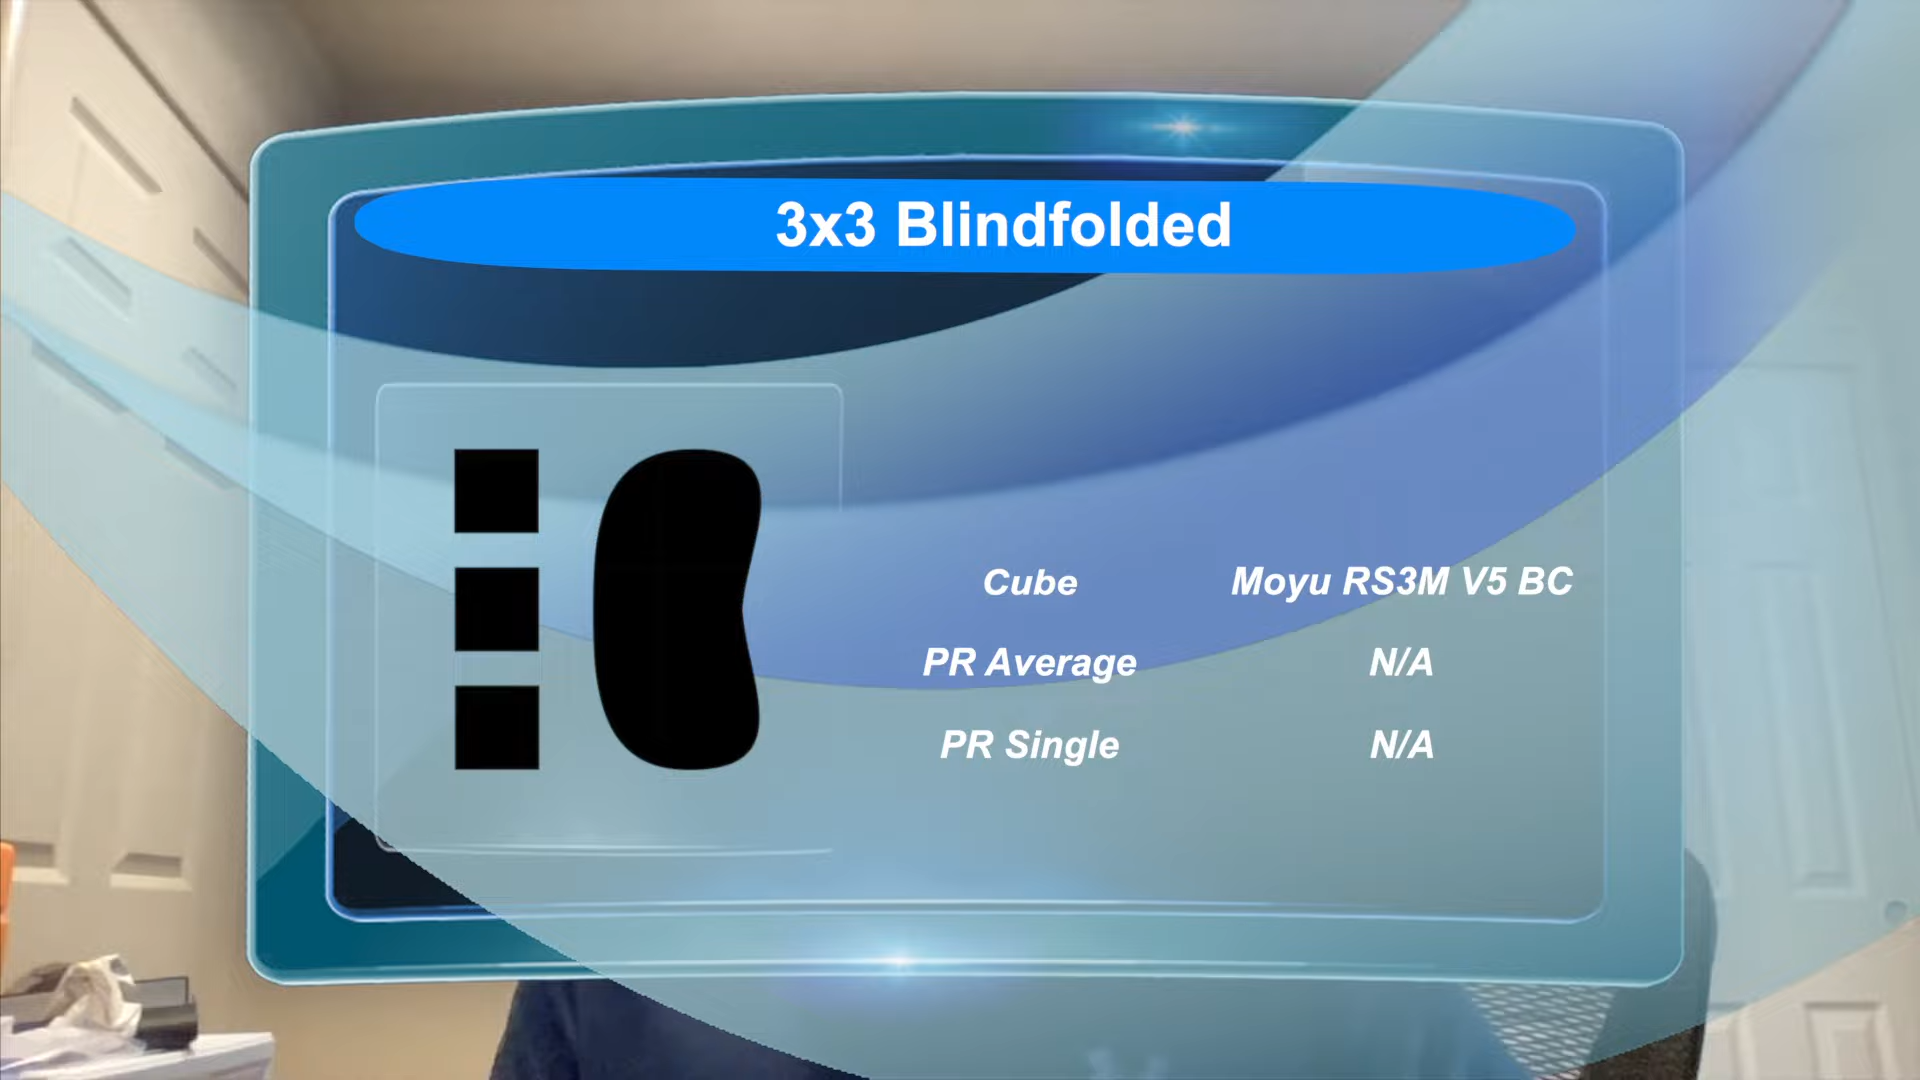 3x3 Blindfolded
Cube Moyu RS3M V5 BC
PR Average N/A
PR Single N/A